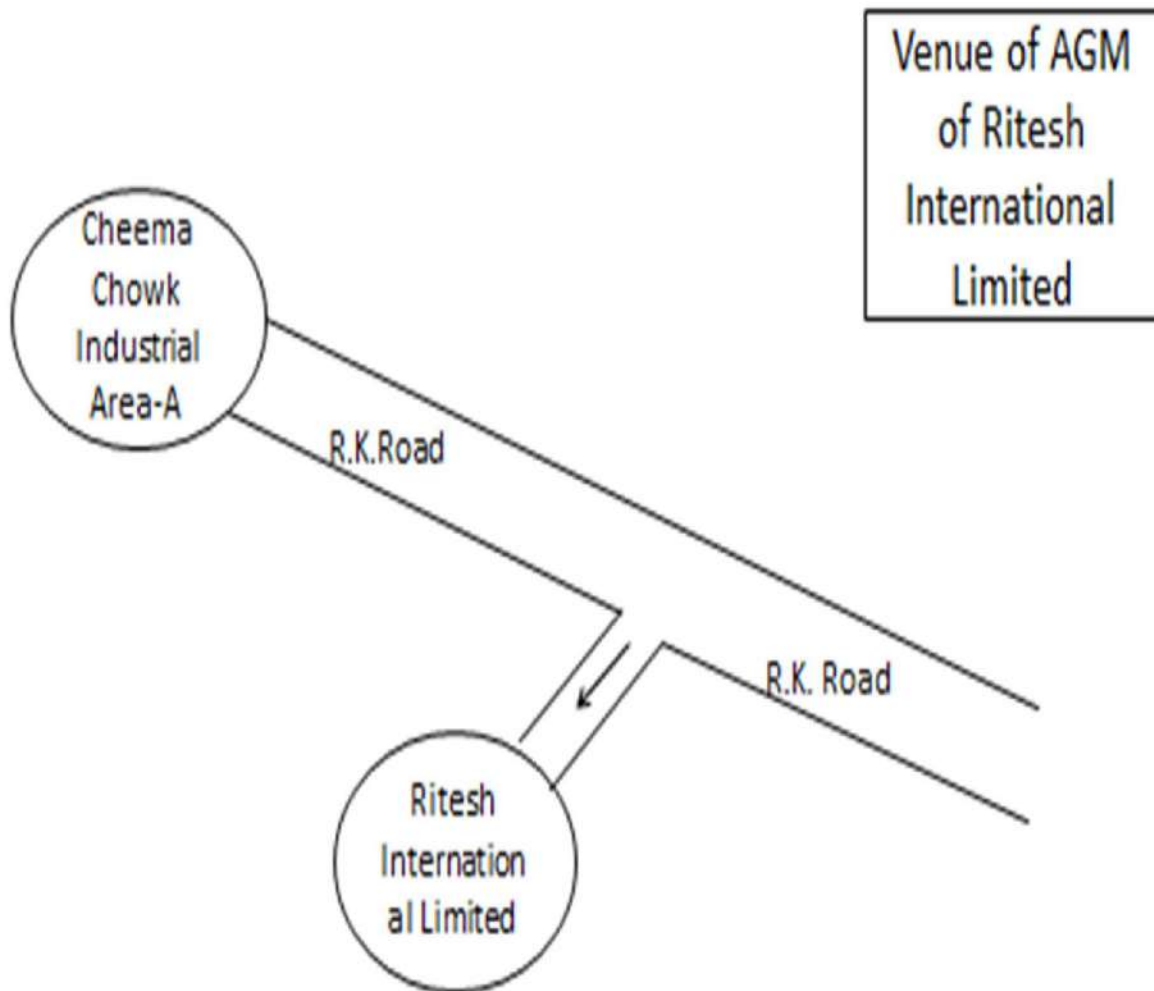 Venue of AGM
of Ritesh
International
Limited
Cheema
Chowk
Industrial
Area-A
R.K.Road
R.K. Road
Ritesh
Internation
al Limited